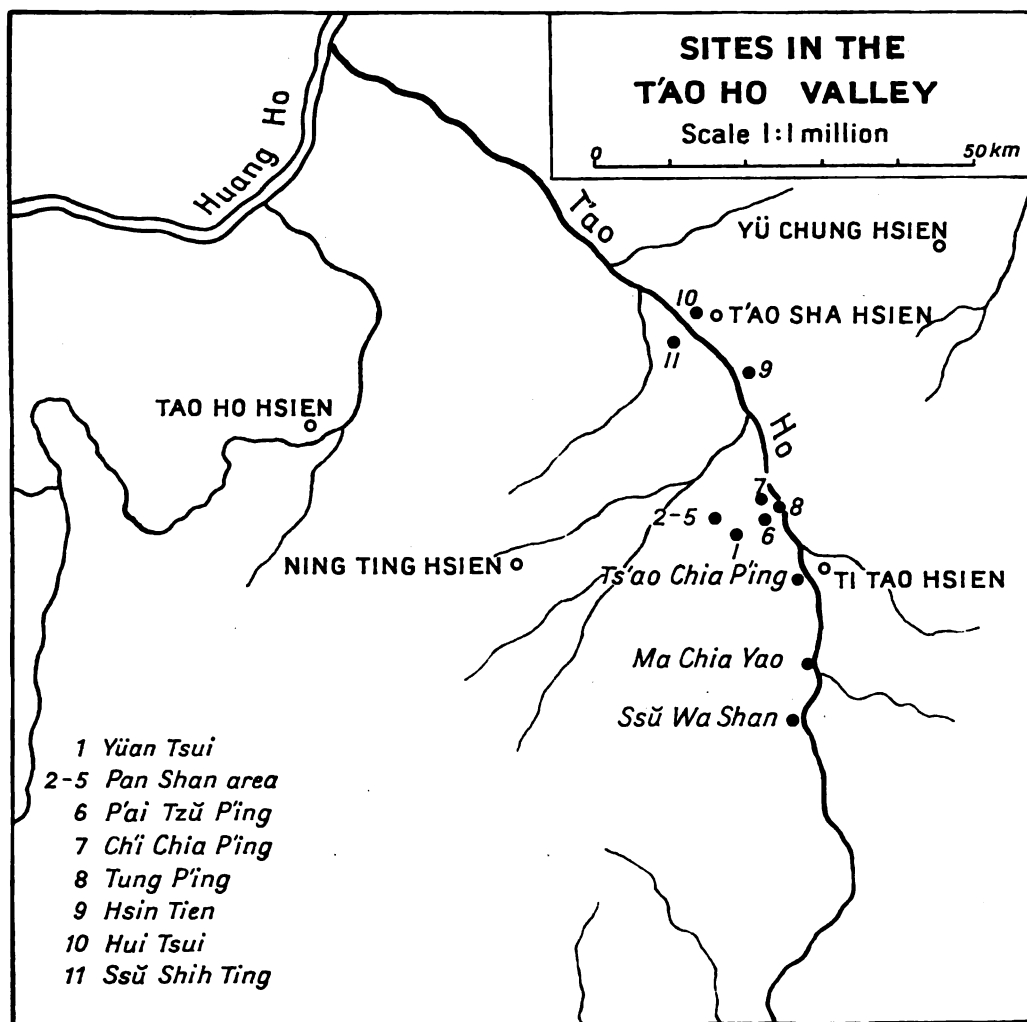 SITES IN THE
T'AO HO VALLEY
Scale 1:1 million
0 50 km
Huang Ho
T'ao Ho
YÜ CHUNG HSIEN
10
T'AO SHA HSIEN
11
9
TAO HO HSIEN
7
8
2-5
6
1
NING TING HSIEN
Ts'ao Chia P'ing
TI TAO HSIEN
Ma Chia Yao
Ssŭ Wa Shan
1 Yüan Tsui
2-5 Pan Shan area
6 P'ai Tzŭ P'ing
7 Ch'i Chia P'ing
8 Tung P'ing
9 Hsin Tien
10 Hui Tsui
11 Ssŭ Shih Ting